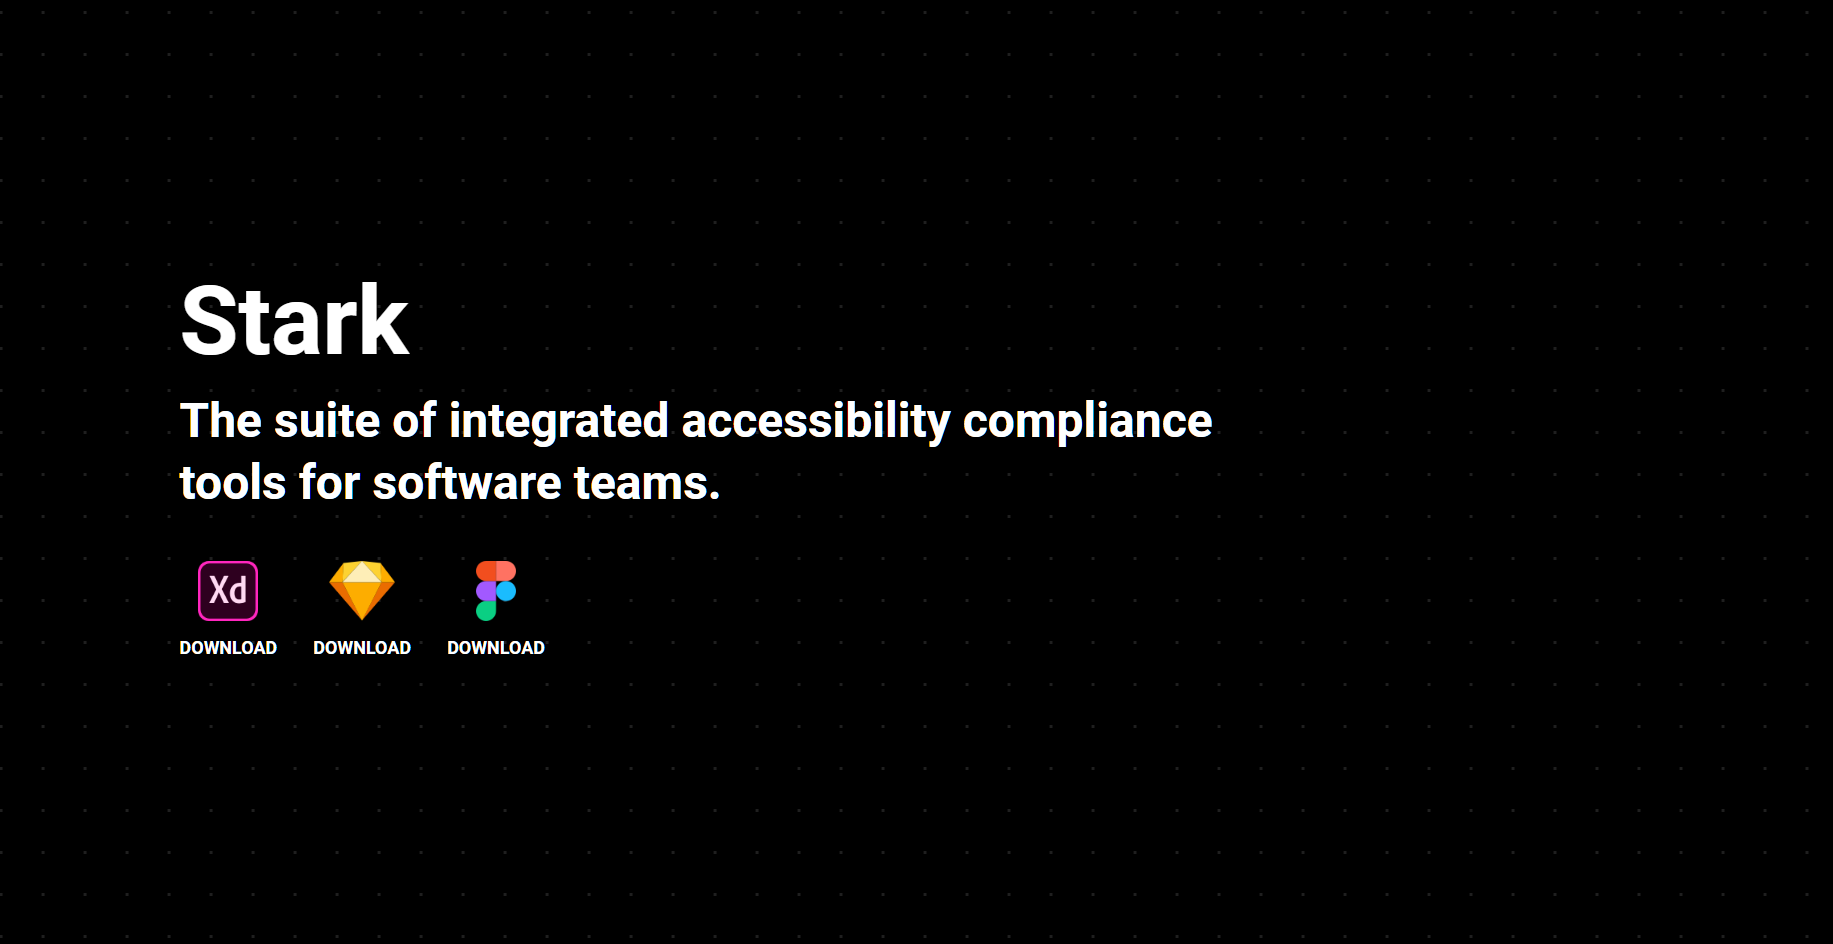 Stark
The suite of integrated accessibility compliance
tools for software teams.
Xd
DOWNLOAD DOWNLOAD DOWNLOAD